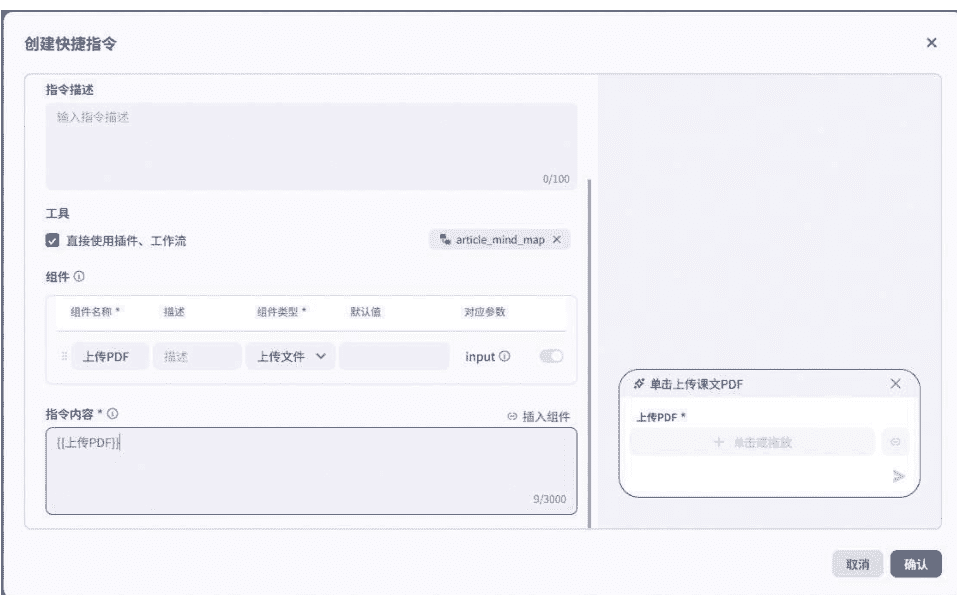 创建快捷指令
指令描述
输入指令描述
0/100
工具
直接使用插件、工作流
article_mind_map
组件
组件名称 * 描述 组件类型 * 默认值 对应参数
上传PDF 描述 上传文件 input
指令内容 *
插入组件
{{上传PDF}}
9/3000
单击上传课文PDF
上传PDF *
单击或拖放
取消 确认